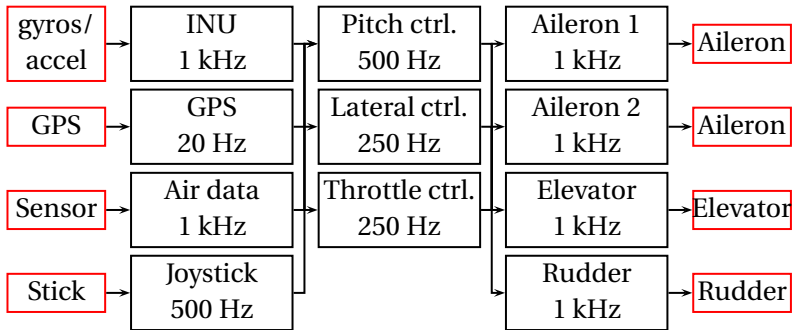 gyros/
accel
INU
1 kHz
Pitch ctrl.
500 Hz
Aileron 1
1 kHz
Aileron
GPS
GPS
20 Hz
Lateral ctrl.
250 Hz
Aileron 2
1 kHz
Aileron
Sensor
Air data
1 kHz
Throttle ctrl.
250 Hz
Elevator
1 kHz
Elevator
Stick
Joystick
500 Hz
Rudder
1 kHz
Rudder